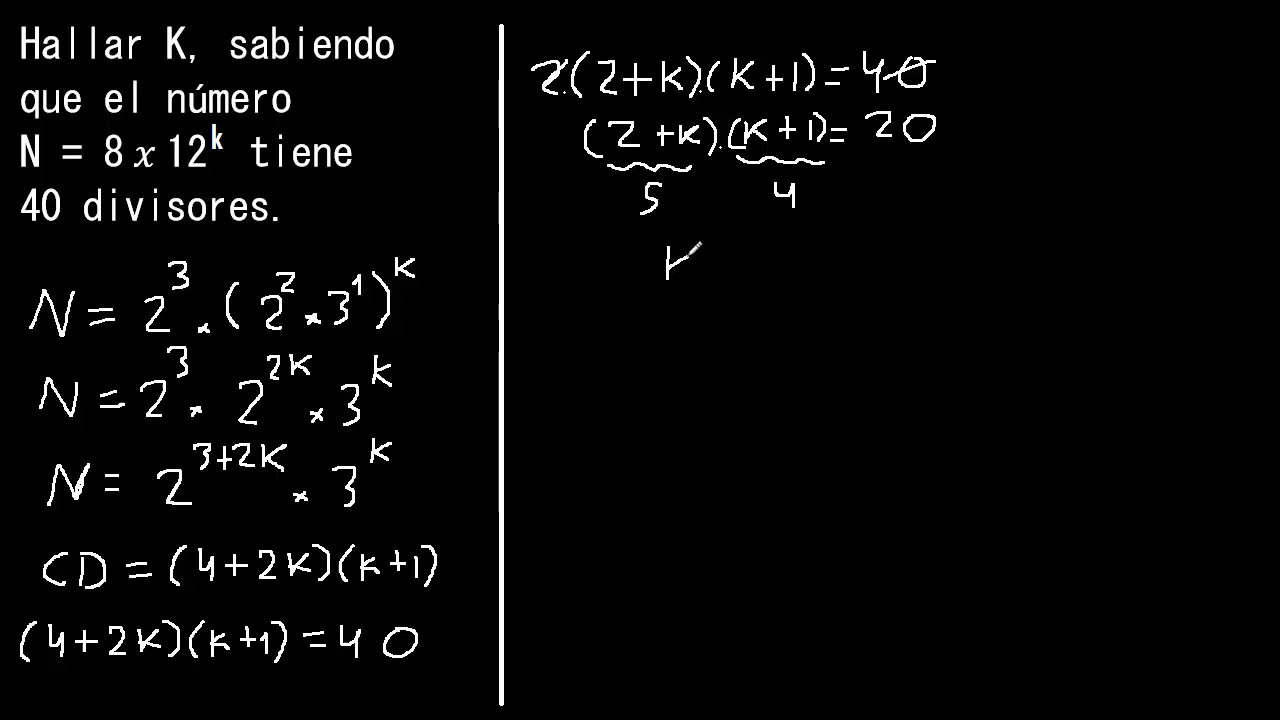 Hallar K, sabiendo
que el número
N = 8 x 12^k tiene
40 divisores.
N = 2^3 . (2^2 . 3^1)^k
N = 2^3 . 2^2K . 3^k
N = 2^3+2K . 3^k
CD = (4+2K)(K+1)
(4+2K)(K+1) = 40
2.(2+K).(K+1) = 40
(2+K).(K+1) = 20
5 4